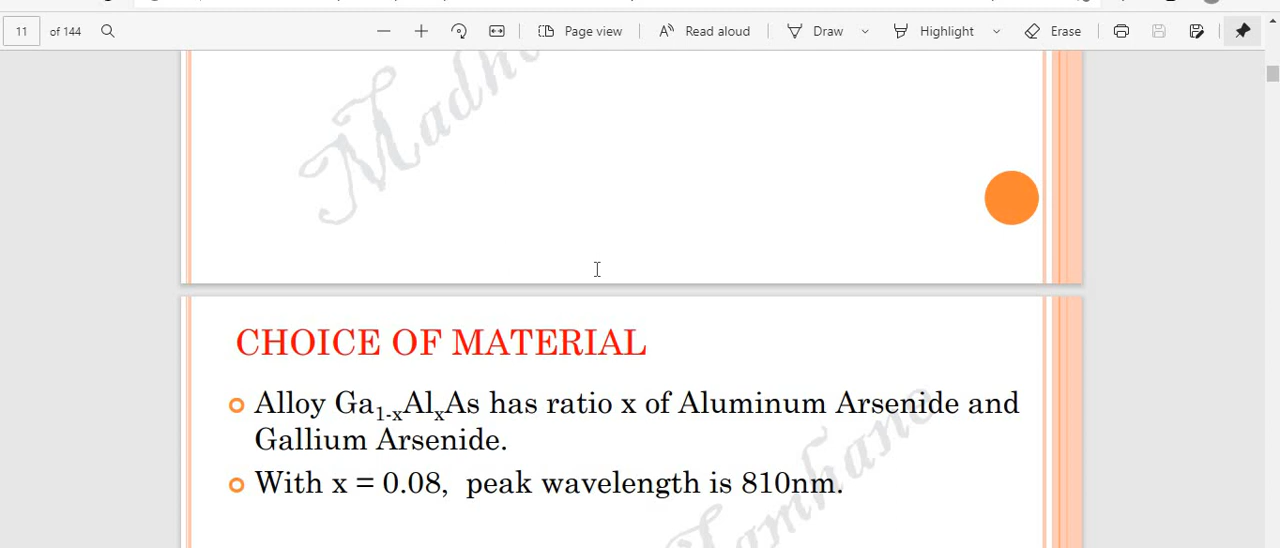 11 of 144 Page view Read aloud Draw Highlight Erase
Madha
CHOICE OF MATERIAL
Alloy Ga₁₋ₓAlₓAs has ratio x of Aluminum Arsenide and
Gallium Arsenide.
With x = 0.08, peak wavelength is 810nm.